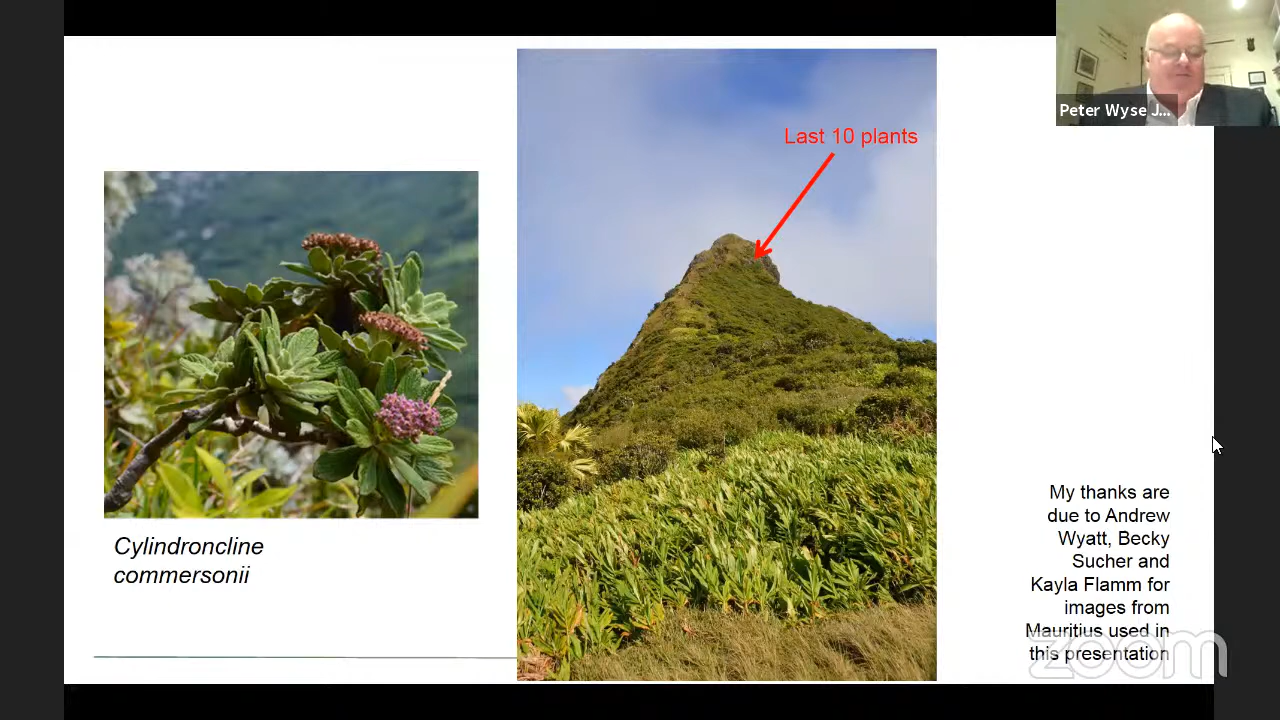 Peter Wyse J...
Last 10 plants
Cylindroncline
commersonii
My thanks are
due to Andrew
Wyatt, Becky
Sucher and
Kayla Flamm for
images from
Mauritius used in
this presentation
zoom